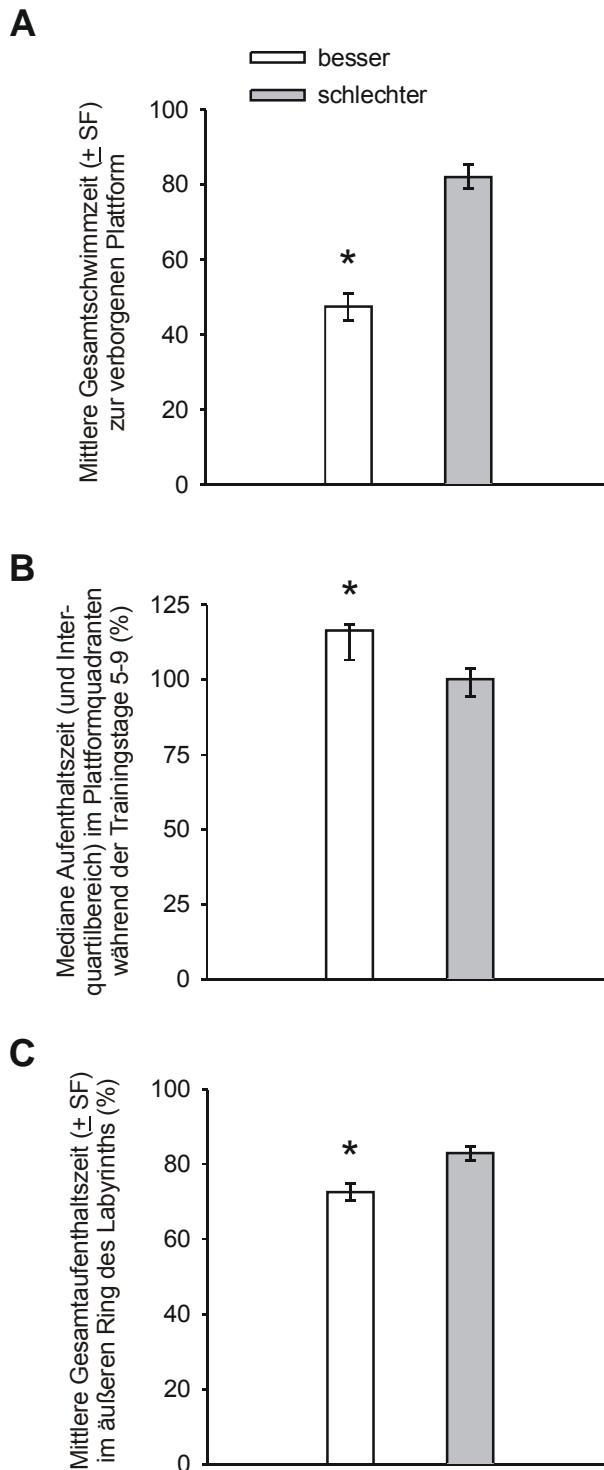 A
besser
schlechter
Mittlere Gesamtschwimmzeit (± SF)
zur verborgenen Plattform
100
80
60
40
20
0
*
B
Mediane Aufenthaltszeit (und Inter-
quartilbereich) im Plattformquadranten
während der Trainingstage 5-9 (%)
125
100
75
50
25
0
*
C
Mittlere Gesamtaufenthaltszeit (± SF)
im äußeren Ring des Labyrinths (%)
100
80
60
40
20
0
*